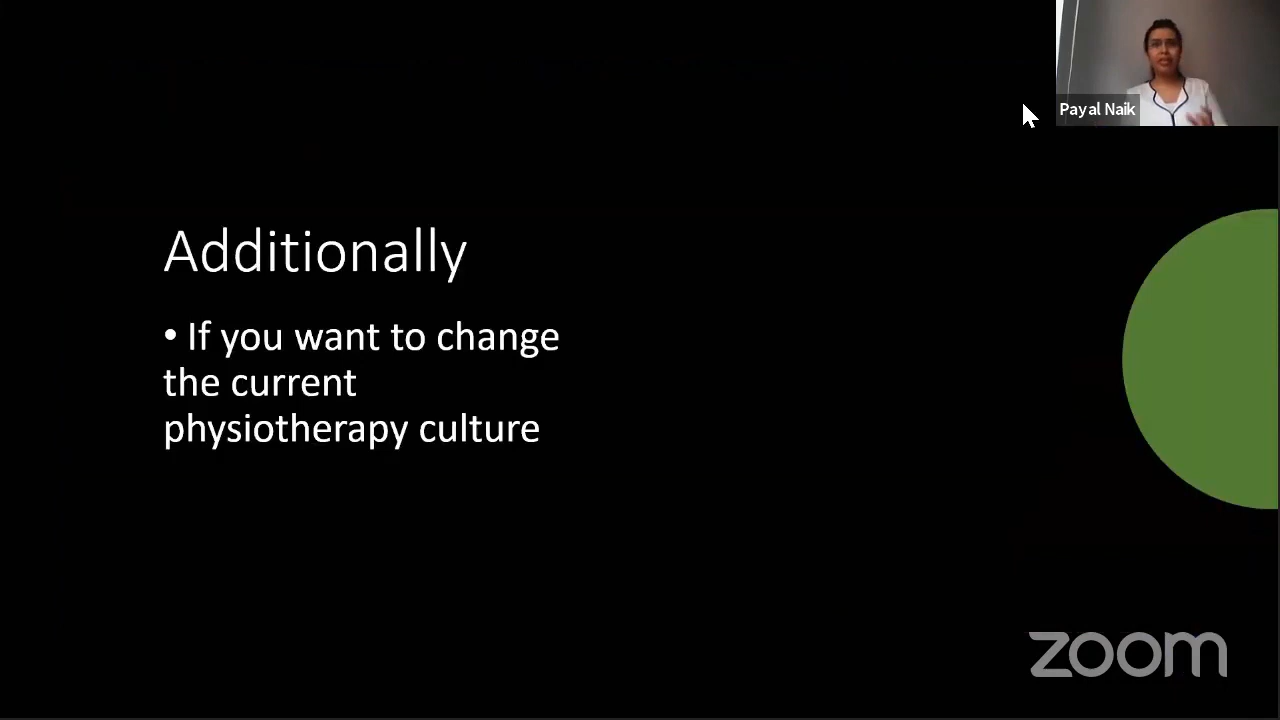 Payal Naik
Additionally
• If you want to change
the current
physiotherapy culture
zoom